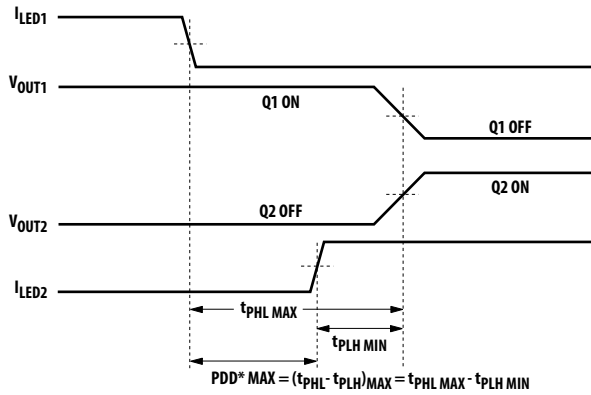 ILED1
VOUT1
Q1 ON
Q1 OFF
Q2 ON
Q2 OFF
VOUT2
ILED2
tPHL MAX
tPLH MIN
PDD* MAX = (tPHL- tPLH)MAX = tPHL MAX - tPLH MIN